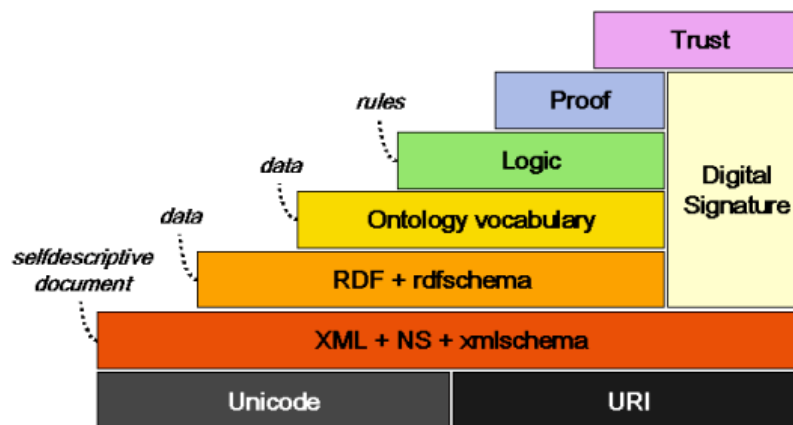 Trust
Proof
rules
Logic
data
Digital
Signature
Ontology vocabulary
data
selfdescriptive
document
RDF + rdfschema
XML + NS + xmlschema
Unicode
URI